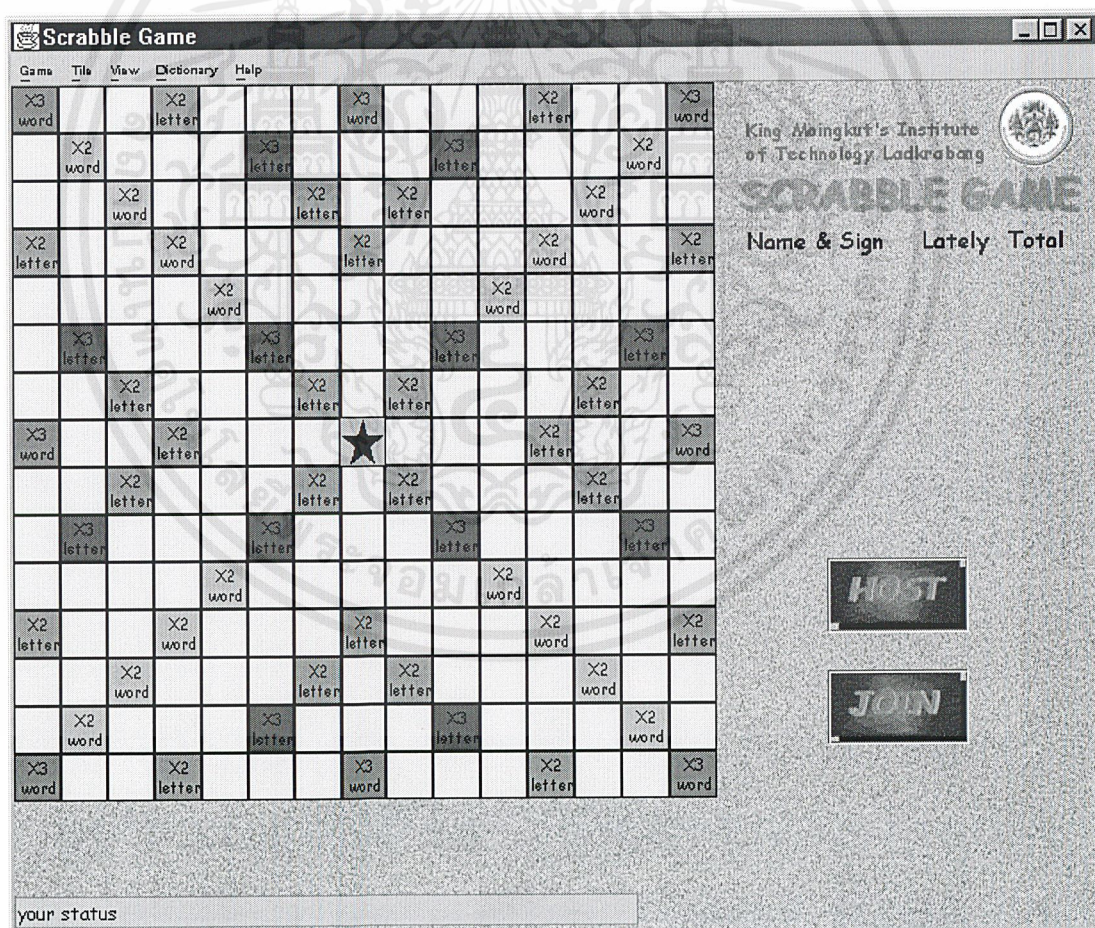 Scrabble Game
Game Tile View Dictionary Help
X3 word X2 letter X3 word X2 letter X3 word
X2 word X3 letter X3 letter X2 word
X2 word X2 letter X2 letter X2 word
X2 letter X2 word X2 letter X2 word X2 letter
X2 word X2 word
X3 letter X3 letter X3 letter X3 letter
X2 letter X2 letter X2 letter X2 letter
X3 word X2 letter X2 letter X3 word
X2 letter X2 letter X2 letter X2 letter
X3 letter X3 letter X3 letter X3 letter
X2 word X2 word
X2 letter X2 word X2 letter X2 word X2 letter
X2 word X2 letter X2 letter X2 word
X2 word X3 letter X3 letter X2 word
X3 word X2 letter X3 word X2 letter X3 word
King Moingkut's Institute
of Technology Ladkrabang
SCRABBLE GAME
Name & Sign Lately Total
HOST
JOIN
your status